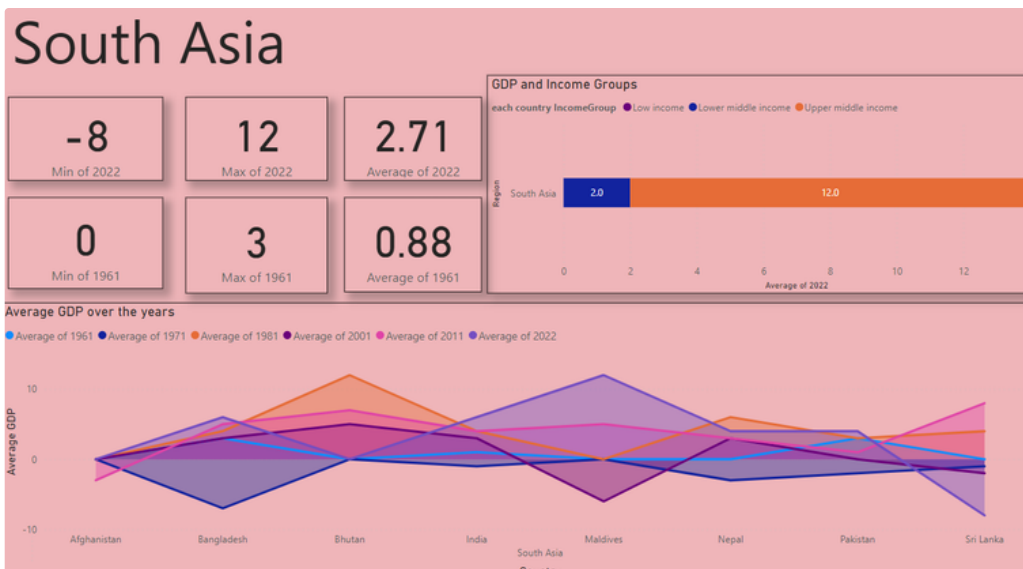 South Asia
-8
Min of 2022
12
Max of 2022
2.71
Average of 2022
0
Min of 1961
3
Max of 1961
0.88
Average of 1961
GDP and Income Groups
each country IncomeGroup Low income Lower middle income Upper middle income
Region
South Asia
2.0
12.0
0 2 4 6 8 10 12
Average of 2022
Average GDP over the years
Average of 1961 Average of 1971 Average of 1981 Average of 2001 Average of 2011 Average of 2022
Average GDP
10
0
-10
Afghanistan Bangladesh Bhutan India Maldives Nepal Pakistan Sri Lanka
South Asia